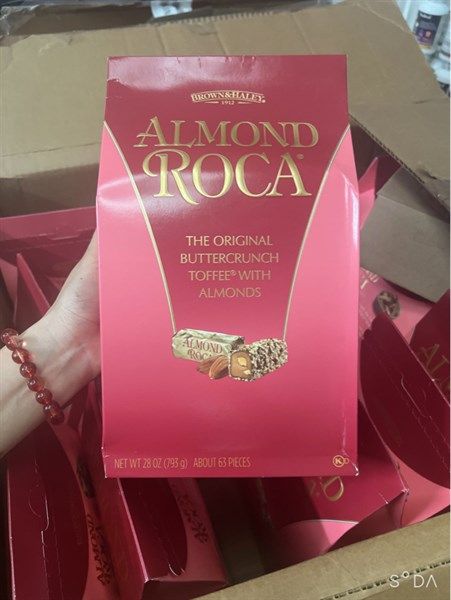 BROWN & HALEY
1912
ALMOND
ROCA®
THE ORIGINAL
BUTTERCRUNCH
TOFFEE® WITH
ALMONDS
ALMOND
ROCA
NET WT 28 OZ (793 g) ABOUT 63 PIECES
K D
SODA